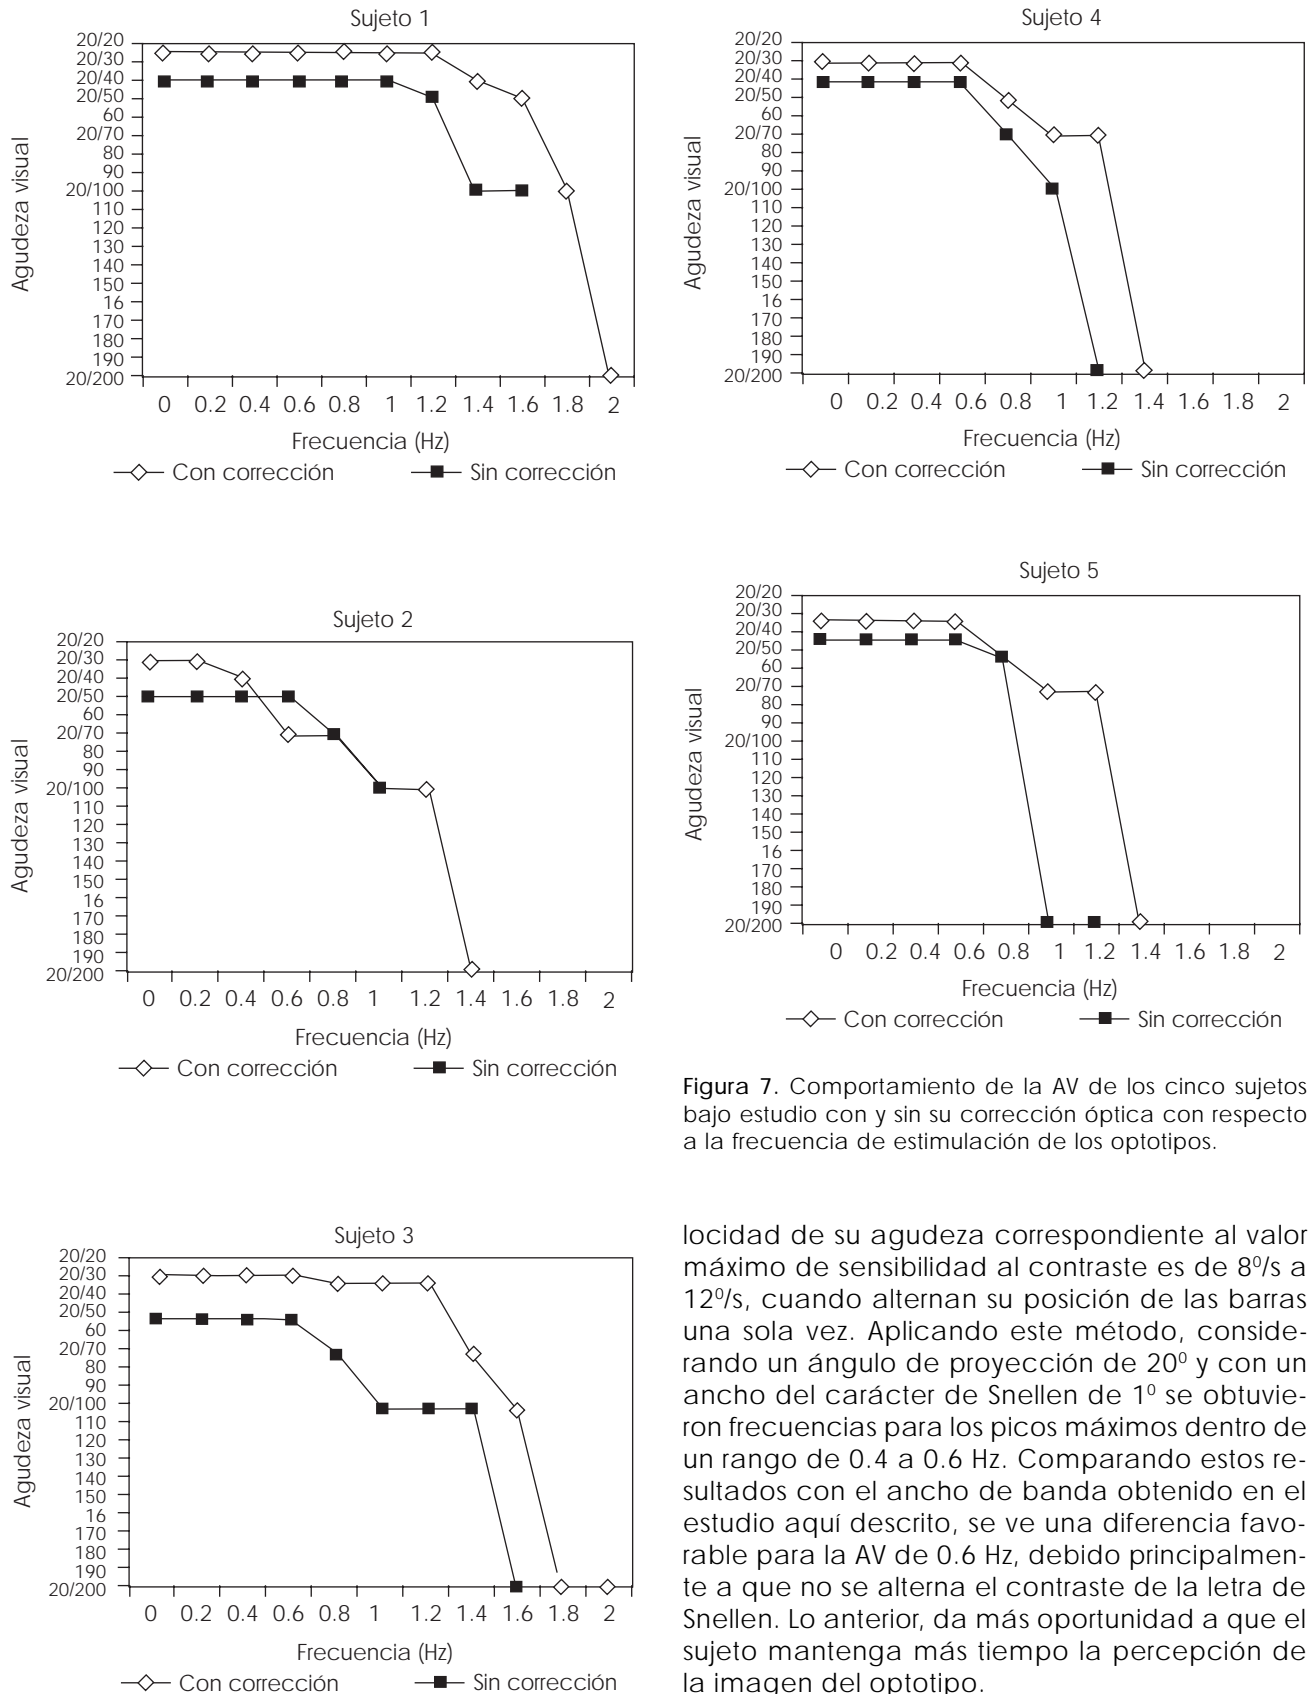 Sujeto 1
20/20
20/30
20/40
20/50
60
20/70
80
90
20/100
110
120
130
140
150
16
170
180
190
20/200
Agudeza visual
0 0.2 0.4 0.6 0.8 1 1.2 1.4 1.6 1.8 2
Frecuencia (Hz)
Con corrección Sin corrección
Sujeto 2
20/20
20/30
20/40
20/50
60
20/70
80
90
20/100
110
120
130
140
150
16
170
180
190
20/200
Agudeza visual
0 0.2 0.4 0.6 0.8 1 1.2 1.4 1.6 1.8 2
Frecuencia (Hz)
Con corrección Sin corrección
Sujeto 3
20/20
20/30
20/40
20/50
60
20/70
80
90
20/100
110
120
130
140
150
16
170
180
190
20/200
Agudeza visual
0 0.2 0.4 0.6 0.8 1 1.2 1.4 1.6 1.8 2
Frecuencia (Hz)
Con corrección Sin corrección
Sujeto 4
20/20
20/30
20/40
20/50
60
20/70
80
90
20/100
110
120
130
140
150
16
170
180
190
20/200
Agudeza visual
0 0.2 0.4 0.6 0.8 1 1.2 1.4 1.6 1.8 2
Frecuencia (Hz)
Con corrección Sin corrección
Sujeto 5
20/20
20/30
20/40
20/50
60
20/70
80
90
20/100
110
120
130
140
150
16
170
180
190
20/200
Agudeza visual
0 0.2 0.4 0.6 0.8 1 1.2 1.4 1.6 1.8 2
Frecuencia (Hz)
Con corrección Sin corrección
Figura 7. Comportamiento de la AV de los cinco sujetos
bajo estudio con y sin su corrección óptica con respecto
a la frecuencia de estimulación de los optotipos.
locidad de su agudeza correspondiente al valor
máximo de sensibilidad al contraste es de 8⁰/s a
12⁰/s, cuando alternan su posición de las barras
una sola vez. Aplicando este método, conside-
rando un ángulo de proyección de 20⁰ y con un
ancho del carácter de Snellen de 1⁰ se obtuvie-
ron frecuencias para los picos máximos dentro de
un rango de 0.4 a 0.6 Hz. Comparando estos re-
sultados con el ancho de banda obtenido en el
estudio aquí descrito, se ve una diferencia favo-
rable para la AV de 0.6 Hz, debido principalmen-
te a que no se alterna el contraste de la letra de
Snellen. Lo anterior, da más oportunidad a que el
sujeto mantenga más tiempo la percepción de
la imagen del optotipo.